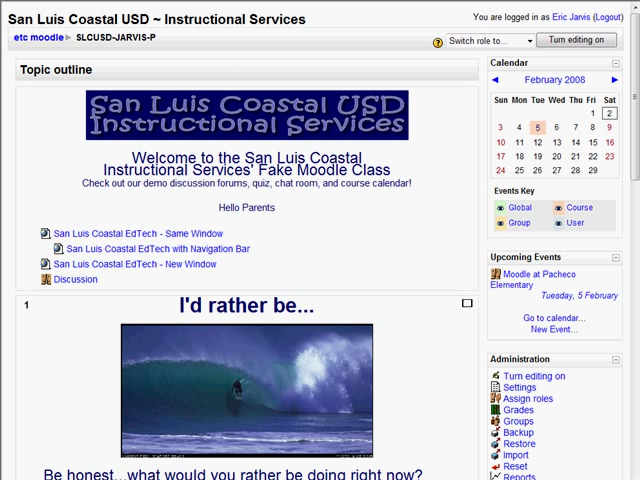 San Luis Coastal USD ~ Instructional Services
You are logged in as Eric Jarvis (Logout)
etc moodle ► SLCUSD-JARVIS-P
? Switch role to... Turn editing on
Topic outline
San Luis Coastal USD
Instructional Services
Welcome to the San Luis Coastal
Instructional Services' Fake Moodle Class
Check out our demo discussion forums, quiz, chat room, and course calendar!
Hello Parents
San Luis Coastal EdTech - Same Window
San Luis Coastal EdTech with Navigation Bar
San Luis Coastal EdTech - New Window
Discussion
1
I'd rather be...
Be honest...what would you rather be doing right now?
Calendar
◄ February 2008 ►
Sun Mon Tue Wed Thu Fri Sat
1 2
3 4 5 6 7 8 9
10 11 12 13 14 15 16
17 18 19 20 21 22 23
24 25 26 27 28 29
Events Key
Global Course
Group User
Upcoming Events
Moodle at Pacheco
Elementary
Tuesday, 5 February
Go to calendar...
New Event...
Administration
Turn editing on
Settings
Assign roles
Grades
Groups
Backup
Restore
Import
Reset
Reports